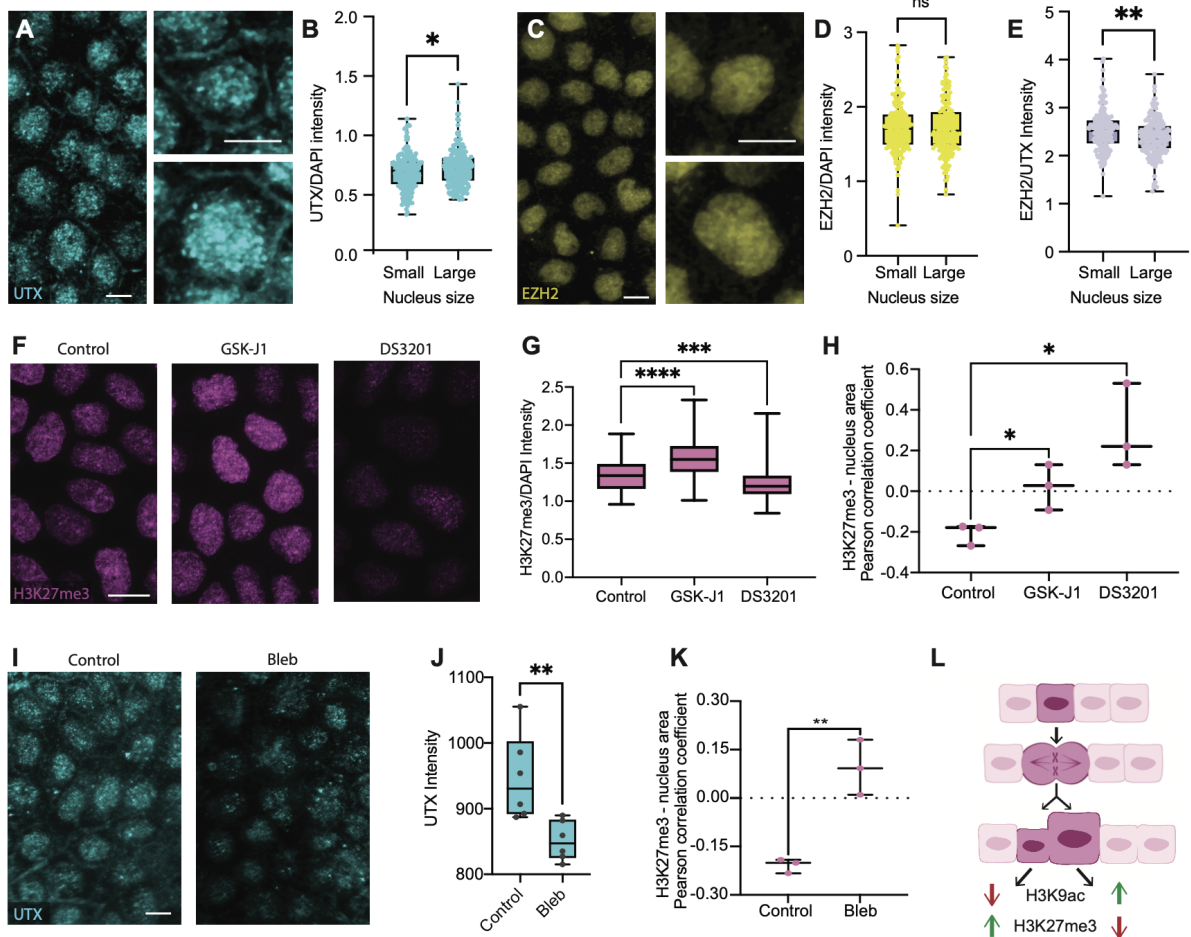 A
UTX
B
*
2.0
1.5
1.0
0.5
0.0
UTX/DAPI intensity
Small Large
Nucleus size
C
EZH2
D
ns
3
2
1
0
EZH2/DAPI intensity
Small Large
Nucleus size
E
**
5
4
3
2
1
0
EZH2/UTX Intensity
Small Large
Nucleus size
F
Control
GSK-J1
DS3201
H3K27me3
G
***
****
2.5
2.0
1.5
1.0
0.5
0.0
H3K27me3/DAPI Intensity
Control GSK-J1 DS3201
H
*
*
0.6
0.4
0.2
0.0
-0.2
-0.4
H3K27me3 - nucleus area
Pearson correlation coefficient
Control GSK-J1 DS3201
I
Control
Bleb
UTX
J
**
1100
1000
900
800
UTX Intensity
Control
Bleb
K
**
0.30
0.15
0.00
-0.15
-0.30
H3K27me3 - nucleus area
Pearson correlation coefficient
Control Bleb
L
H3K9ac
H3K27me3